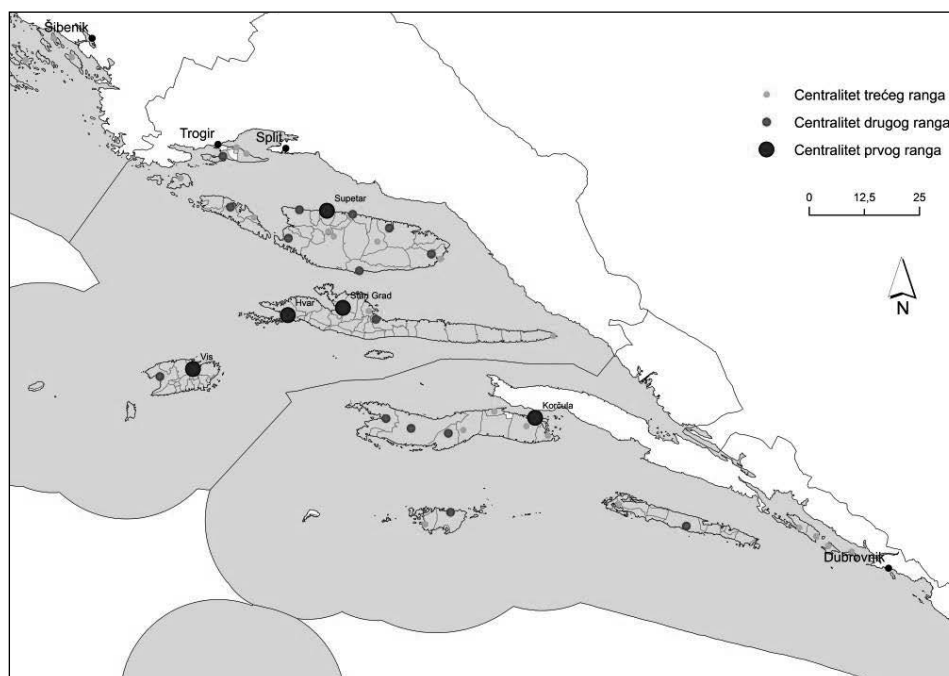 Šibenik
Trogir
Split
Centralitet trećeg ranga
Centralitet drugog ranga
Centralitet prvog ranga
0 12,5 25
N
Supetar
Stari Grad
Hvar
Vis
Korčula
Dubrovnik